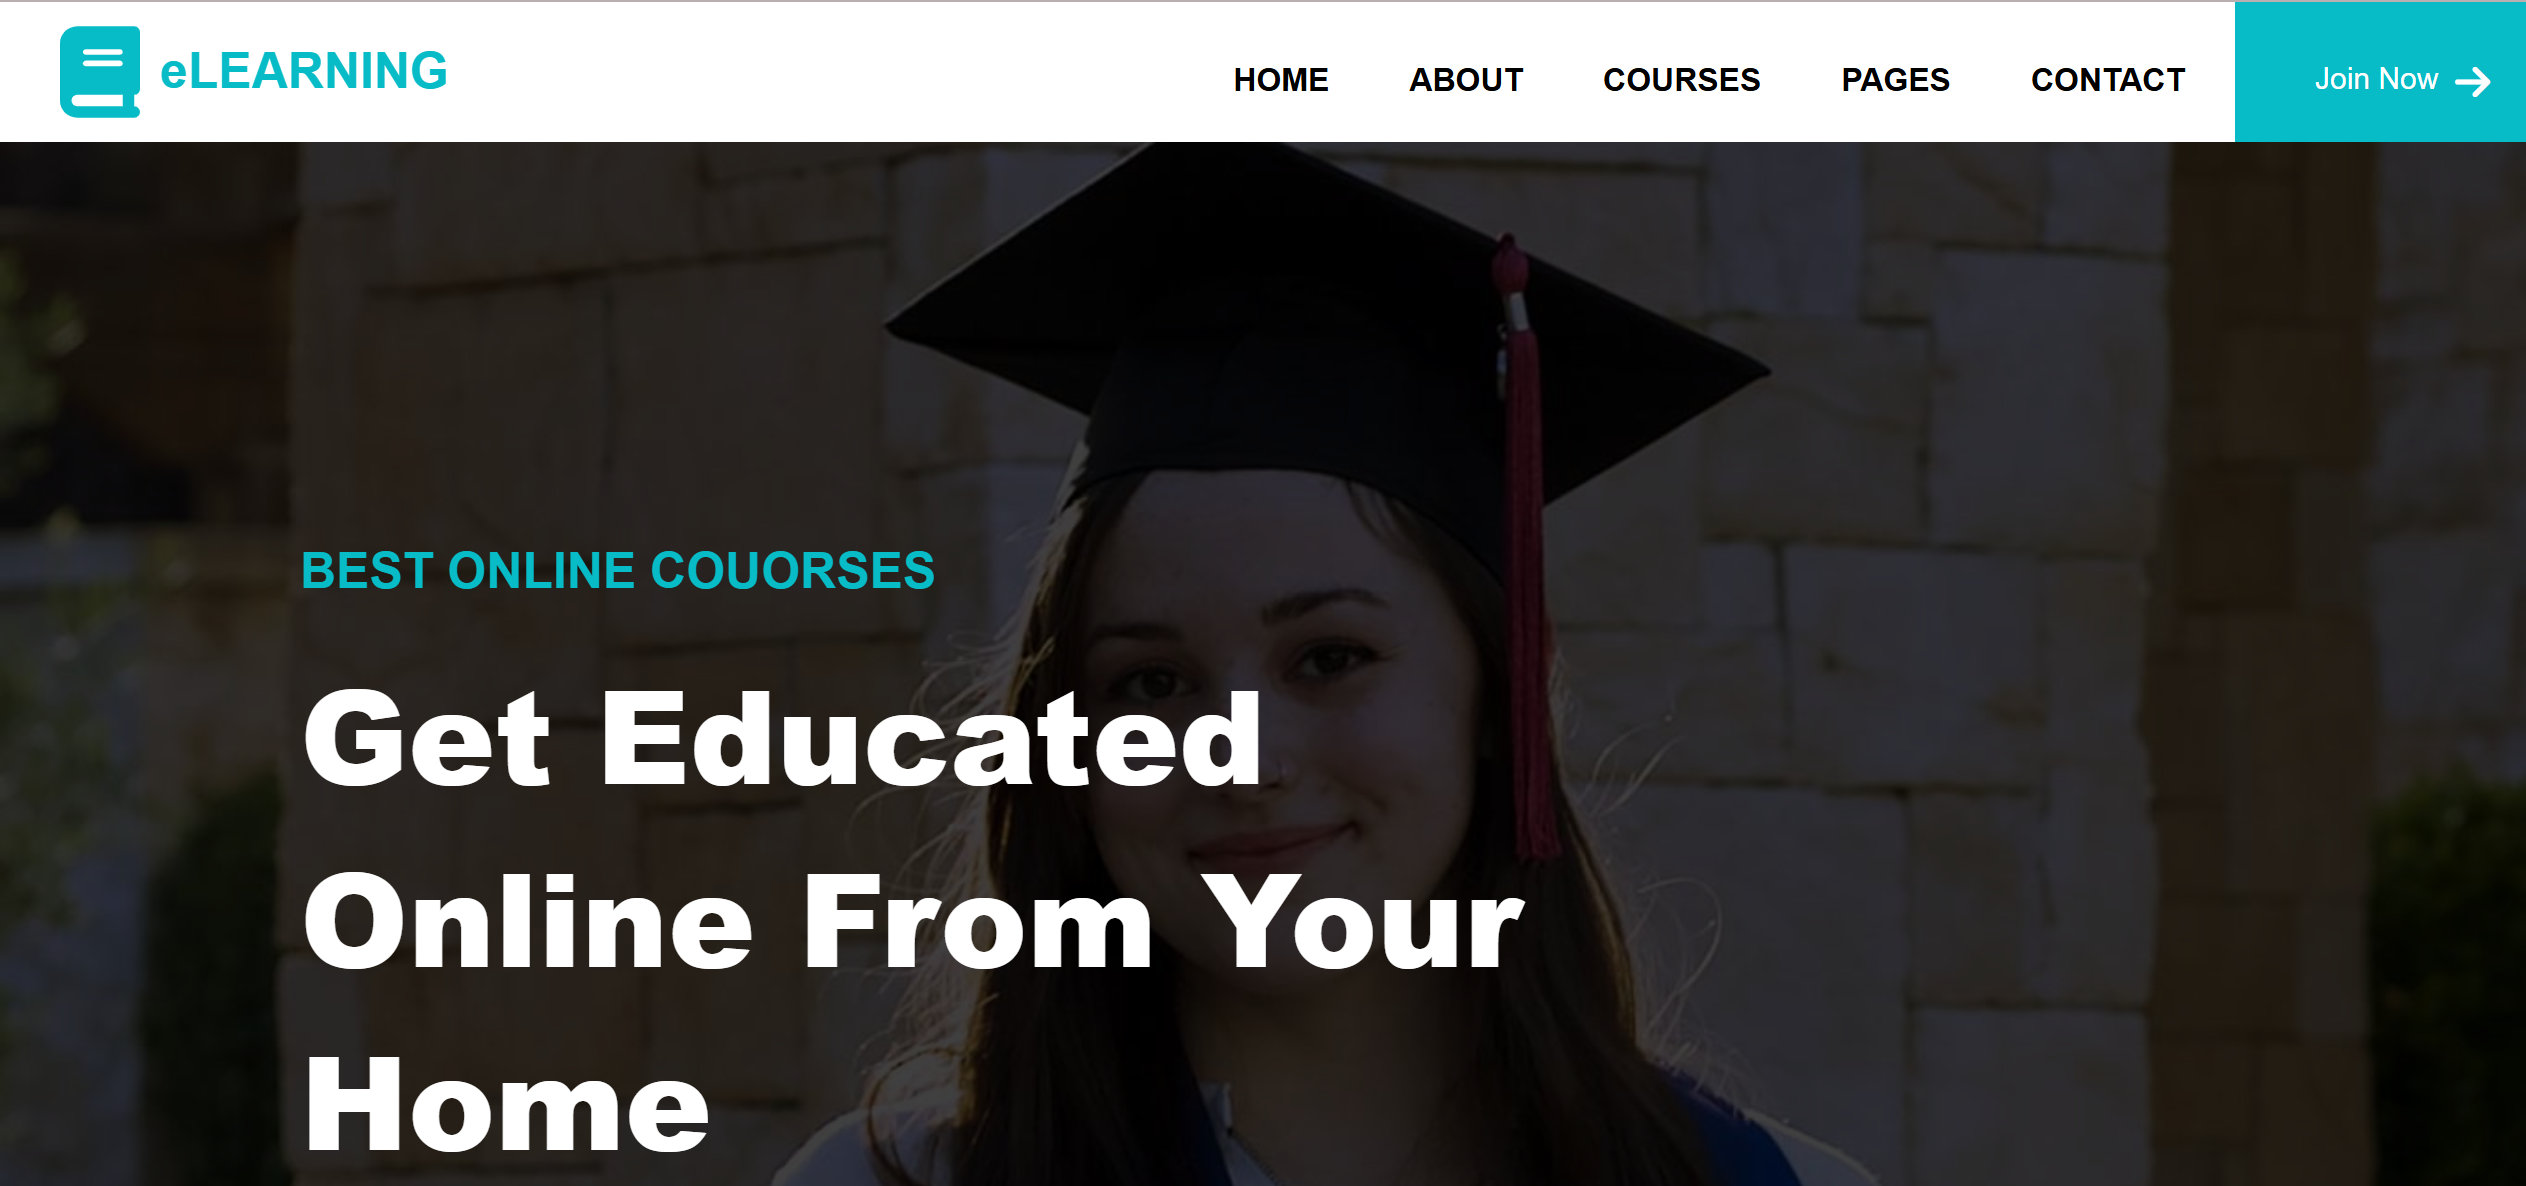 eLEARNING
HOME ABOUT COURSES PAGES CONTACT Join Now
BEST ONLINE COUORSES
Get Educated
Online From Your
Home